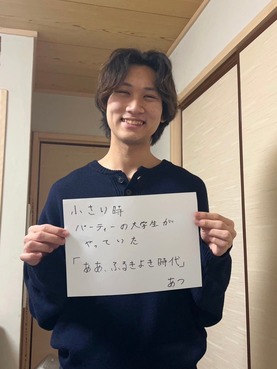 小さい時
パーティーの大学生が
やっていた
「ああ、ふるきよき時代」
あつ